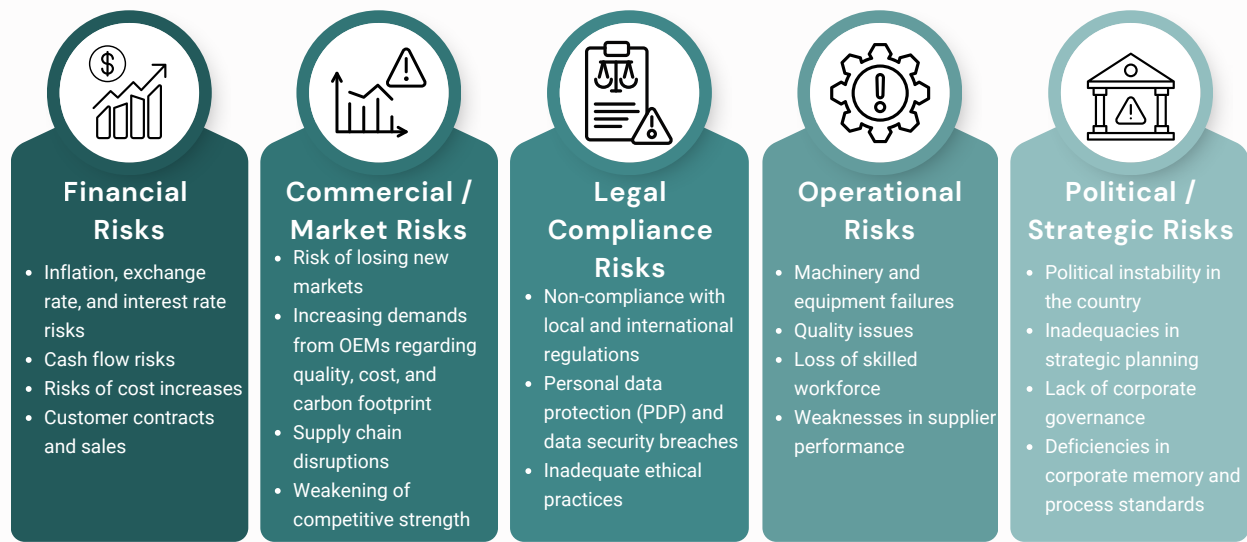 Financial
Risks
• Inflation, exchange
rate, and interest rate
risks
• Cash flow risks
• Risks of cost increases
• Customer contracts
and sales
Commercial /
Market Risks
• Risk of losing new
markets
• Increasing demands
from OEMs regarding
quality, cost, and
carbon footprint
• Supply chain
disruptions
• Weakening of
competitive strength
Legal
Compliance
Risks
• Non-compliance with
local and international
regulations
• Personal data
protection (PDP) and
data security breaches
• Inadequate ethical
practices
Operational
Risks
• Machinery and
equipment failures
• Quality issues
• Loss of skilled
workforce
• Weaknesses in supplier
performance
Political /
Strategic Risks
• Political instability in
the country
• Inadequacies in
strategic planning
• Lack of corporate
governance
• Deficiencies in
corporate memory and
process standards